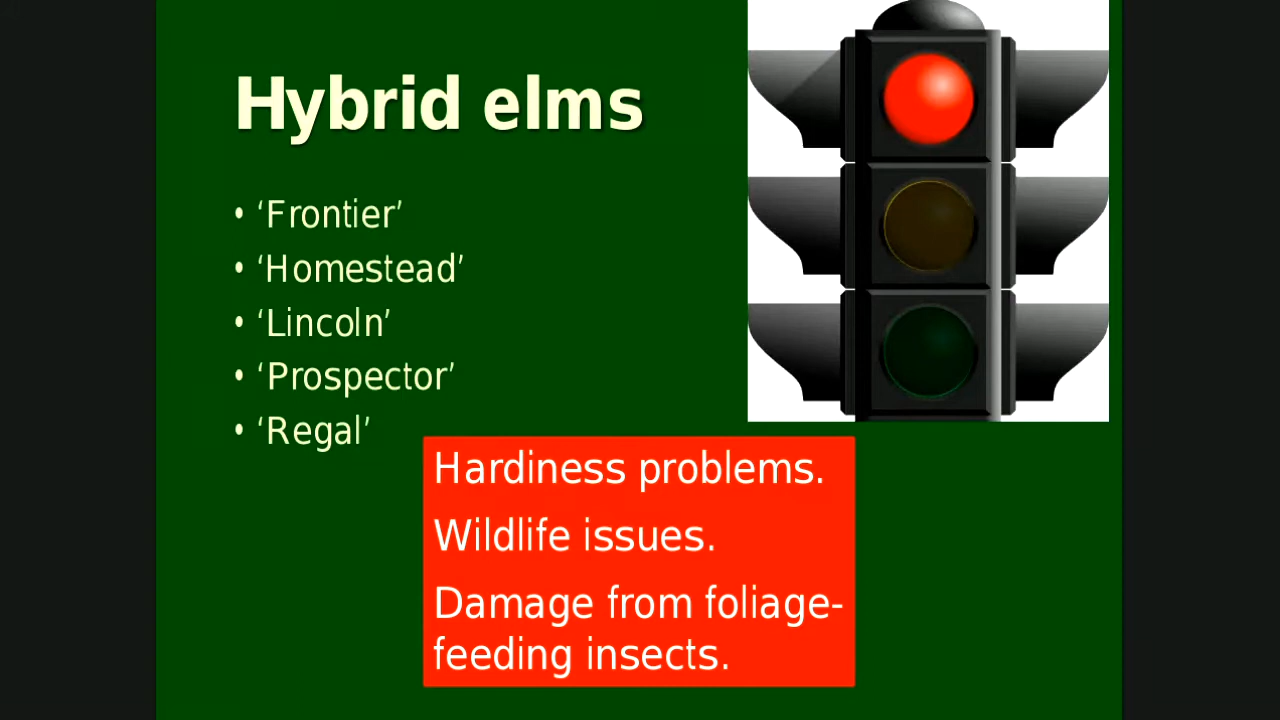 Hybrid elms
• ‘Frontier’
• ‘Homestead’
• ‘Lincoln’
• ‘Prospector’
• ‘Regal’
Hardiness problems.
Wildlife issues.
Damage from foliage-
feeding insects.